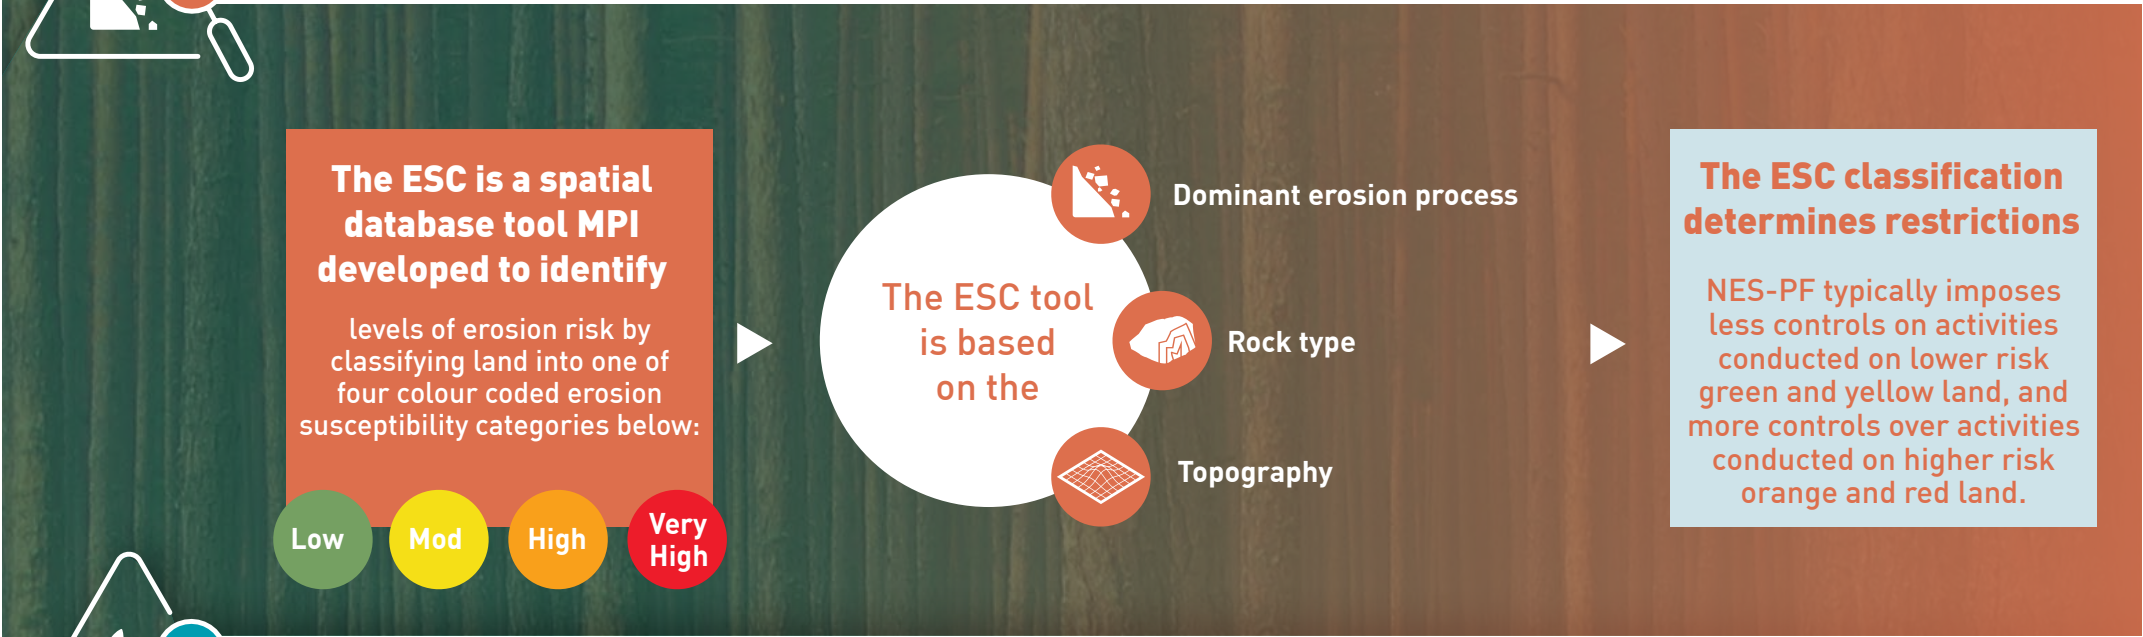 The ESC is a spatial
database tool MPI
developed to identify
levels of erosion risk by
classifying land into one of
four colour coded erosion
susceptibility categories below:
Low
Mod
High
Very
High
The ESC tool
is based
on the
Dominant erosion process
Rock type
Topography
The ESC classification
determines restrictions
NES-PF typically imposes
less controls on activities
conducted on lower risk
green and yellow land, and
more controls over activities
conducted on higher risk
orange and red land.